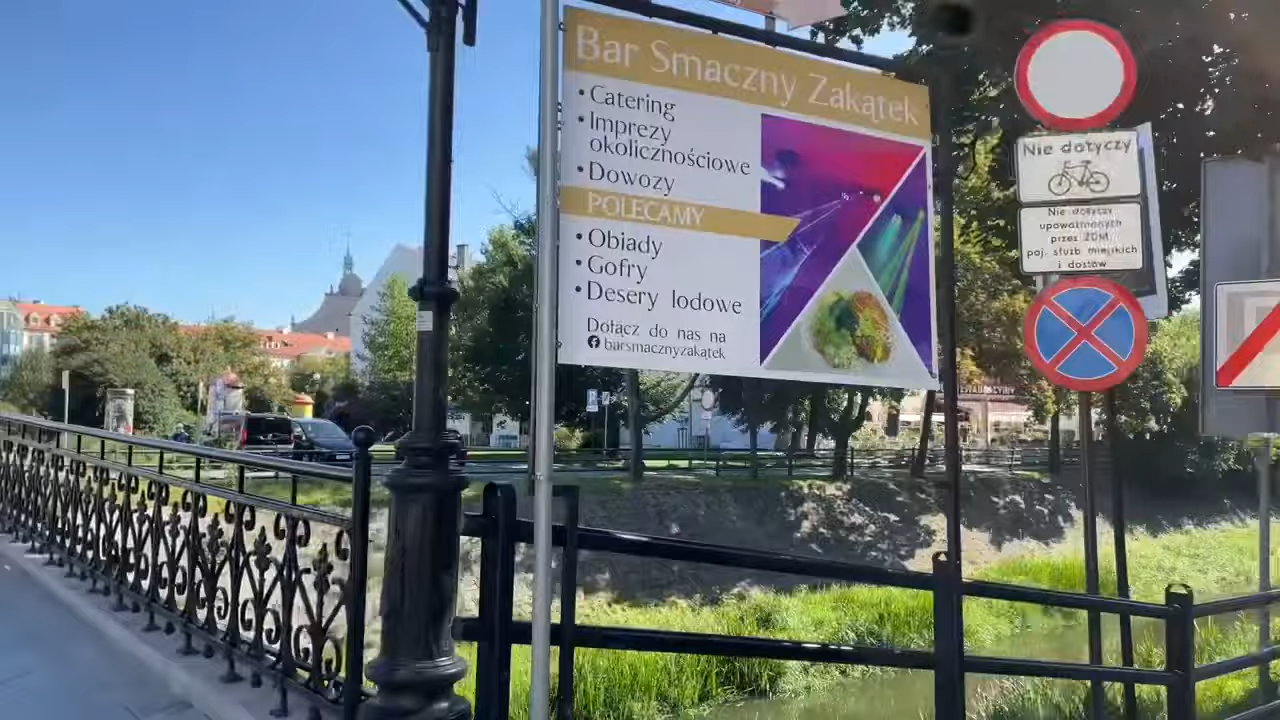 Bar Smaczny Zakątek
• Catering
• Imprezy
okolicznościowe
• Dowozy
POLECAMY
• Obiady
• Gofry
• Desery lodowe
Dołącz do nas na
barsmacznyzakątek
Nie dotyczy
Nie dotyczy
upoważnionych
przez ZDM,
poj. służb miejskich
i dostaw